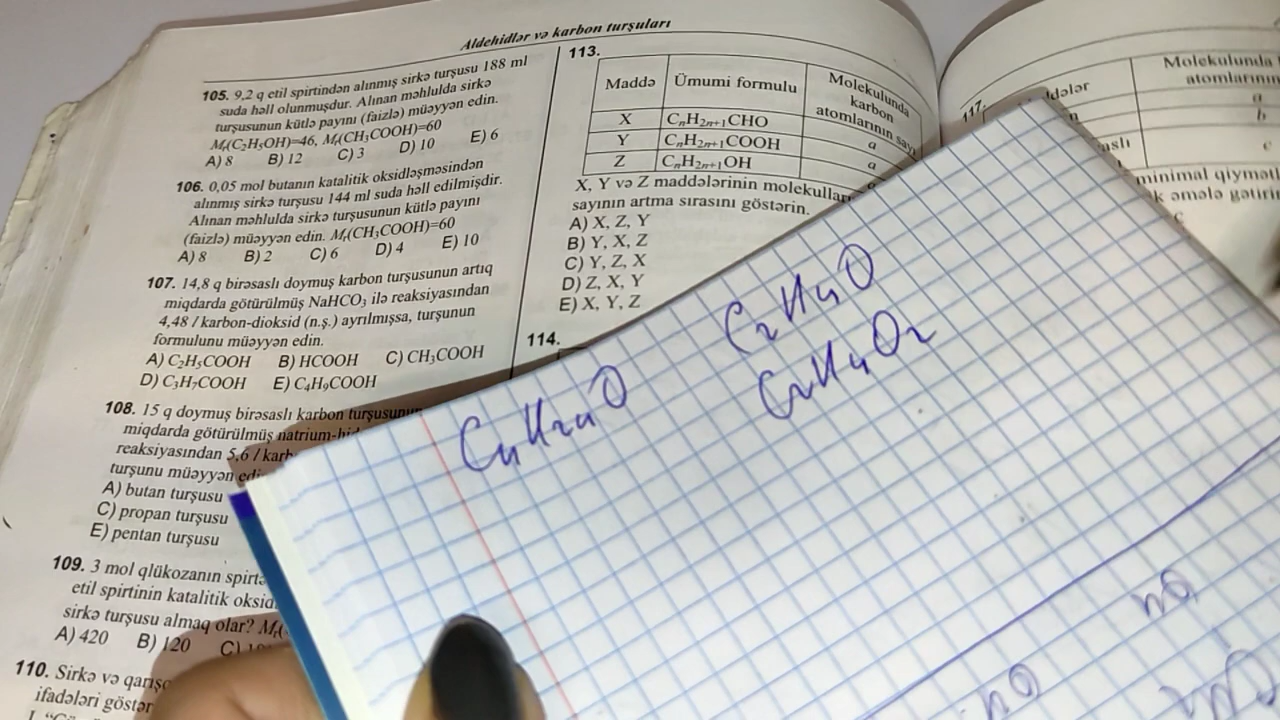 Aldehidlər və karbon turşuları
105. 9,2 q etil spirtindən alınmış sirkə turşusu 188 ml
suda həll olunmuşdur. Alınan məhlulda sirkə
turşusunun kütlə payını (faizlə) müəyyən edin.
Mr(C₂H₅OH)=46, Mr(CH₃COOH)=60
A) 8 B) 12 C) 3 D) 10 E) 6
106. 0,05 mol butanın katalitik oksidləşməsindən
alınmış sirkə turşusu 144 ml suda həll edilmişdir.
Alınan məhlulda sirkə turşusunun kütlə payını
(faizlə) müəyyən edin. Mr(CH₃COOH)=60
A) 8 B) 2 C) 6 D) 4 E) 10
107. 14,8 q birəsaslı doymuş karbon turşusunun artıq
miqdarda götürülmüş NaHCO₃ ilə reaksiyasından
4,48 l karbon-dioksid (n.ş.) ayrılmışsa, turşunun
formulunu müəyyən edin.
A) C₂H₅COOH B) HCOOH C) CH₃COOH
D) C₃H₇COOH E) C₄H₉COOH
108. 15 q doymuş birəsaslı karbon turşusunun
miqdarda götürülmüş natrium-hid
reaksiyasından 5,6 l karb
turşunu müəyyən edi
A) butan turşusu
C) propan turşusu
E) pentan turşusu
109. 3 mol qlükozanın spirtə
etil spirtinin katalitik oksid
sirkə turşusu almaq olar? Mr(
A) 420 B) 120 C)
110. Sirkə və qarışq
ifadələri göstər
113.
Maddə Ümumi formulu Molekulunda karbon atomlarının sayı
X CₙH₂ₙ₊₁CHO a
Y CₙH₂ₙ₊₁COOH a
Z CₙH₂ₙ₊₁OH a
X, Y və Z maddələrinin molekullar
sayının artma sırasını göstərin.
A) X, Z, Y
B) Y, X, Z
C) Y, Z, X
D) Z, X, Y
E) X, Y, Z
114.
117.
ddələr Molekulunda
atomlarının
a
b
aslı c
minimal qiymətl
k əmələ gətiri
c
CₙH₂ₙO
C₂H₄O
C₂H₄O₂